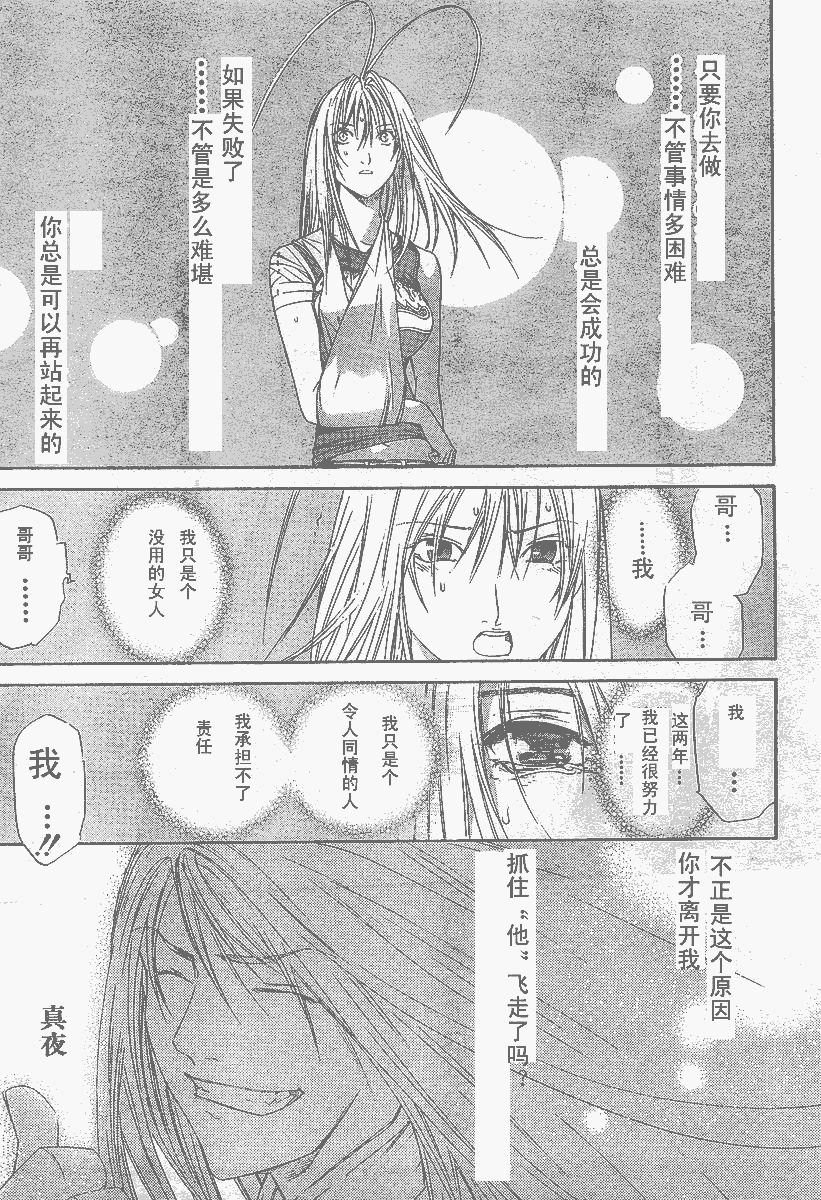 只要你去做
……不管事情多困难
总是会成功的
如果失败了
……不管是多么难堪
你总是可以再站起来的
哥…
哥…
……我
我只是个
没用的女人
哥哥……
我…
这两年…
我已经很努力
了……
我只是个
令人同情的人
我承担不了
责任
我…!!
不正是这个原因
你才离开我
抓住“他”飞走了吗?
真夜